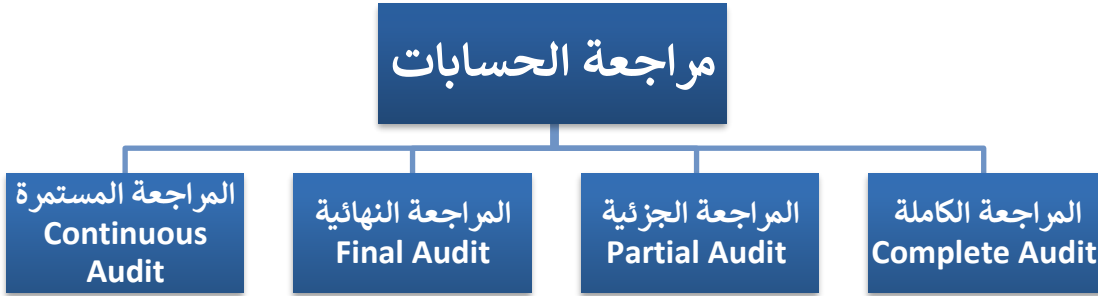 مراجعة الحسابات
المراجعة الكاملة
Complete Audit
المراجعة الجزئية
Partial Audit
المراجعة النهائية
Final Audit
المراجعة المستمرة
Continuous
Audit